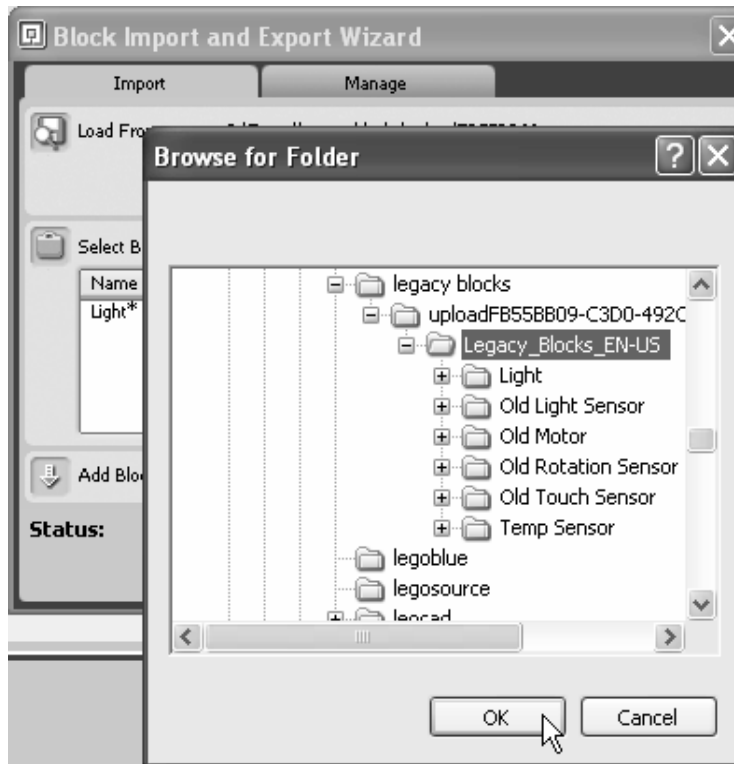 Block Import and Export Wizard
Import
Manage
Load From
Browse for Folder
Select B
Name
Light*
legacy blocks
uploadFB55BB09-C3D0-492C
Legacy_Blocks_EN-US
Light
Old Light Sensor
Old Motor
Old Rotation Sensor
Old Touch Sensor
Temp Sensor
legoblue
legosource
leocad
Add Blo
Status:
OK
Cancel